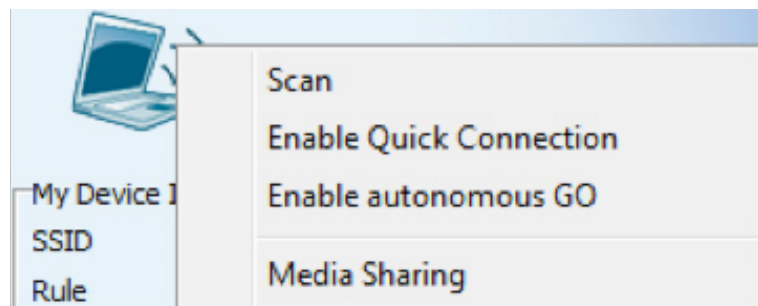 Scan
Enable Quick Connection
Enable autonomous GO
My Device
SSID
Media Sharing
Rule